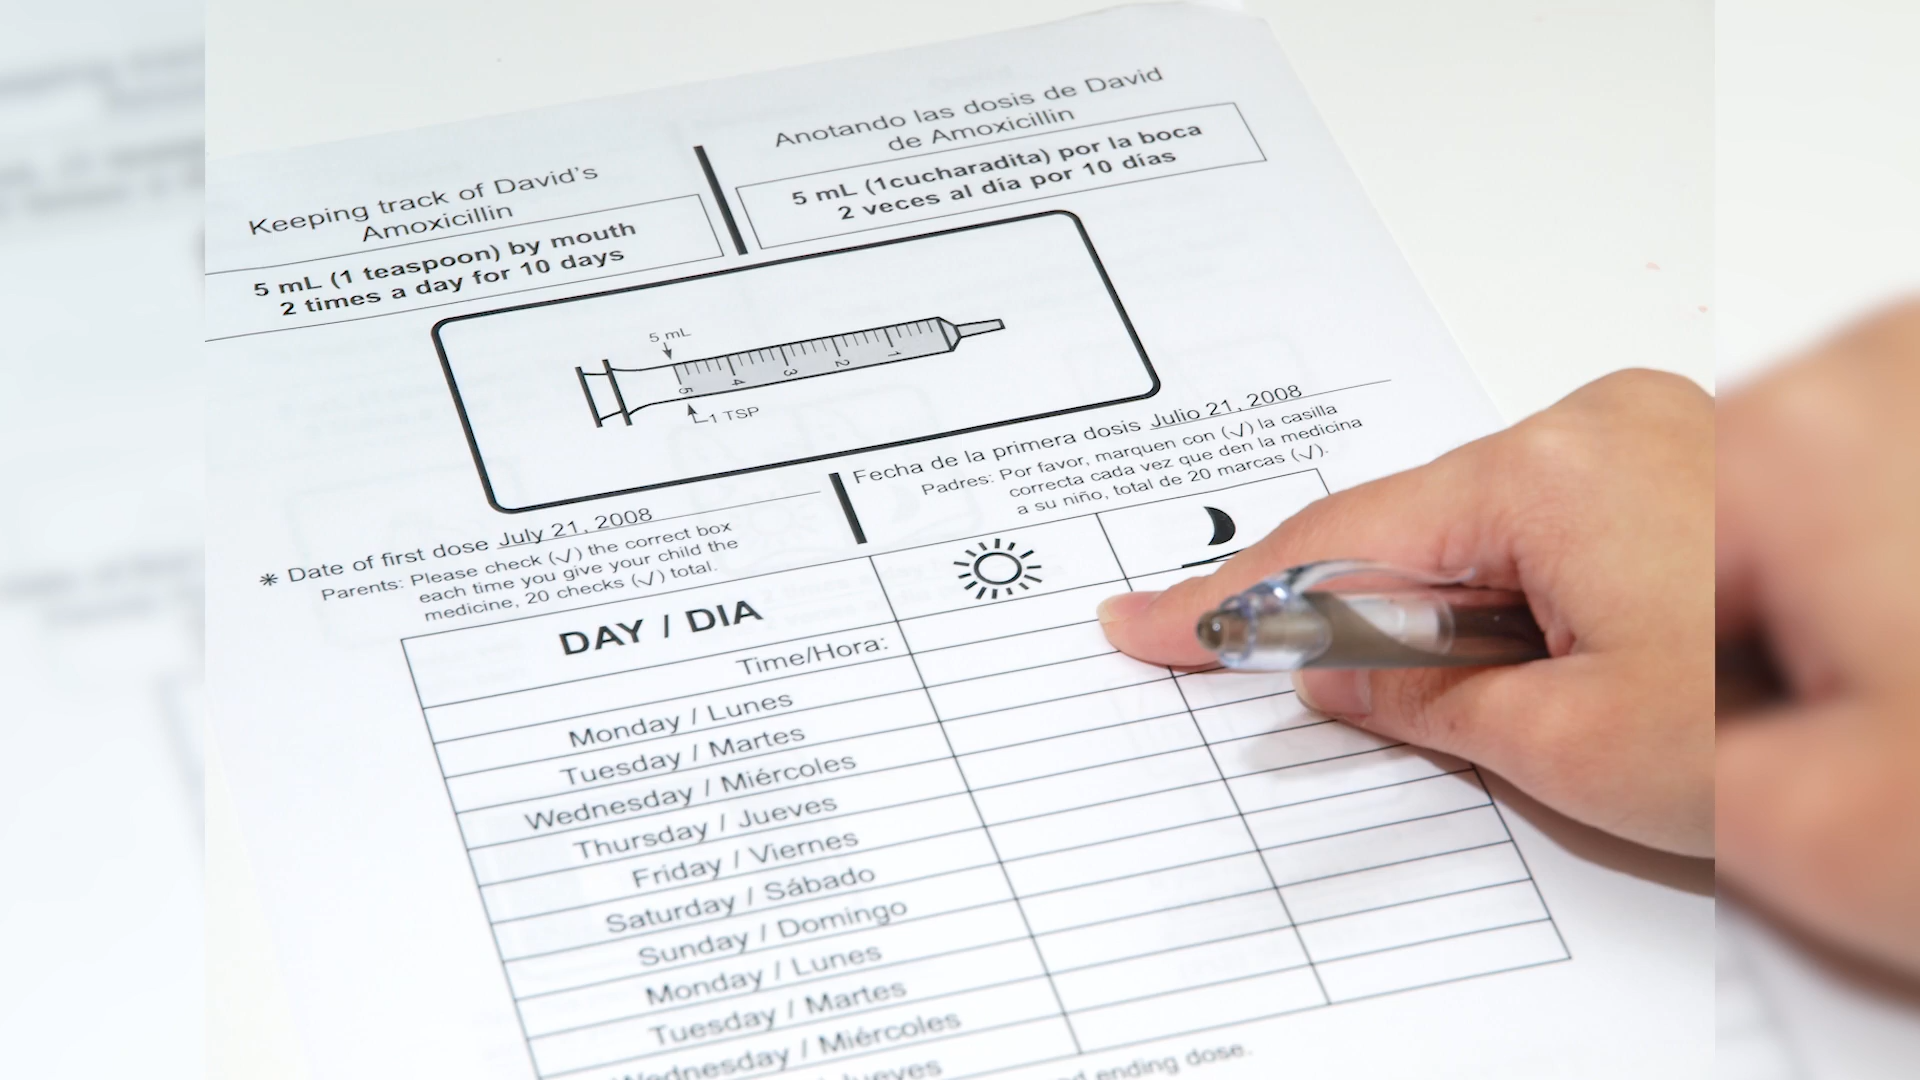 Keeping track of David's
Amoxicillin
5 mL (1 teaspoon) by mouth
2 times a day for 10 days
Anotando las dosis de David
de Amoxicillin
5 mL (1cucharadita) por la boca
2 veces al día por 10 días
5 mL
5 4 3 2 1
1 TSP
* Date of first dose July 21, 2008
Parents: Please check (√) the correct box
each time you give your child the
medicine, 20 checks (√) total.
Fecha de la primera dosis Julio 21, 2008
Padres: Por favor, marquen con (√) la casilla
correcta cada vez que den la medicina
a su niño, total de 20 marcas (√).
DAY / DIA
Time/Hora:
Monday / Lunes
Tuesday / Martes
Wednesday / Miércoles
Thursday / Jueves
Friday / Viernes
Saturday / Sábado
Sunday / Domingo
Monday / Lunes
Tuesday / Martes
Wednesday / Miércoles
/ Jueves
ending dose.